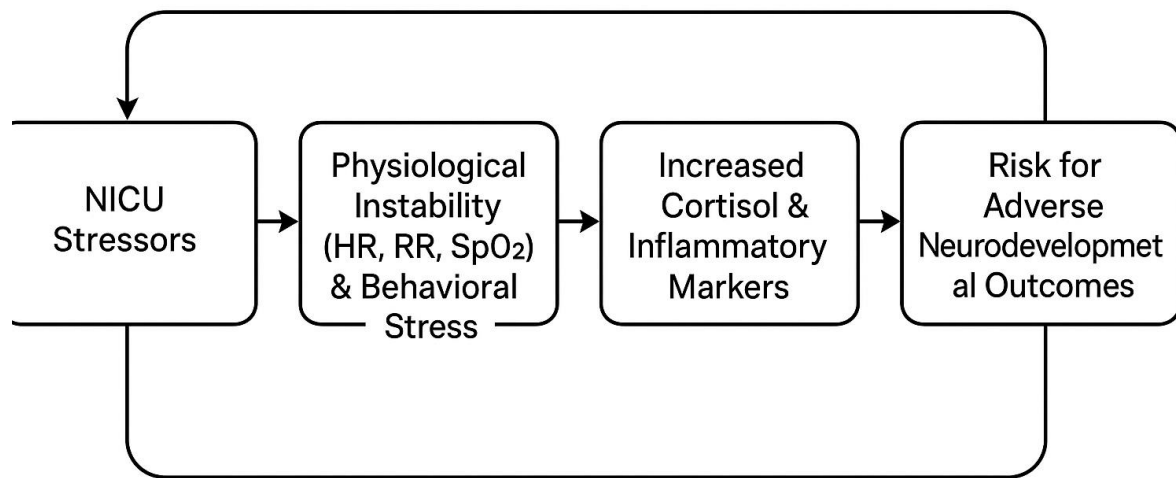 NICU
Stressors
Physiological
Instability
(HR, RR, SpO₂)
& Behavioral
Stress
Increased
Cortisol &
Inflammatory
Markers
Risk for
Adverse
Neurodevelopmet
al Outcomes